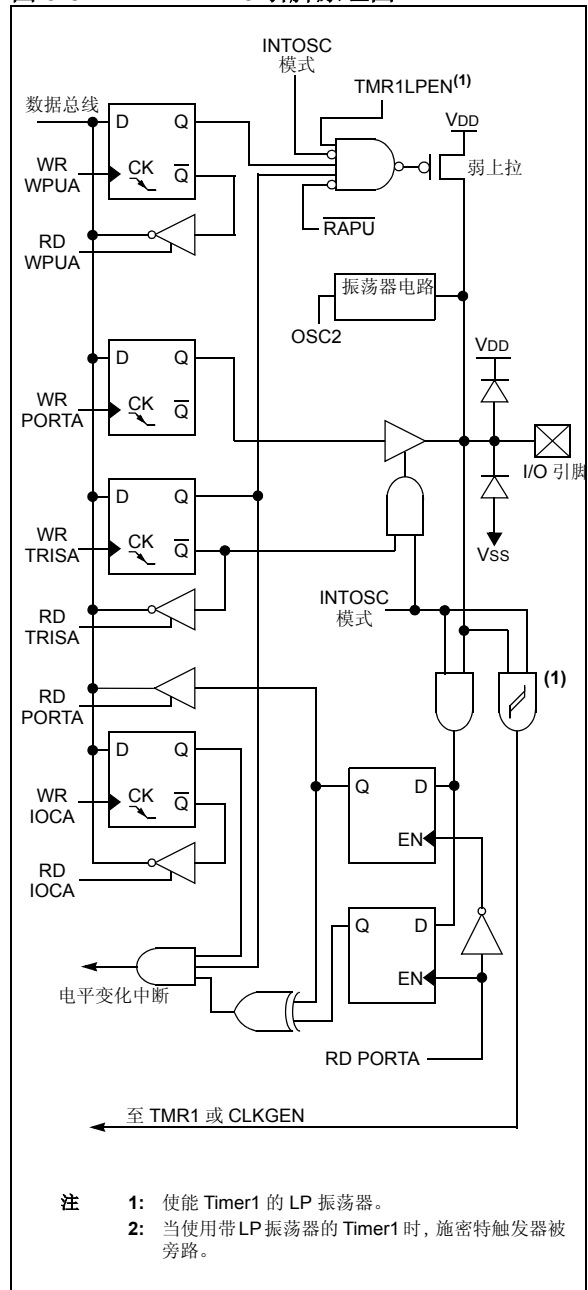 INTOSC
模式
TMR1LPEN(1)
数据总线
D
Q
VDD
WR
WPUA
CK
Q
弱上拉
RD
WPUA
RAPU
振荡器电路
OSC2
D
Q
VDD
WR
PORTA
CK
Q
I/O 引脚
D
Q
WR
TRISA
CK
Q
VSS
INTOSC
模式
RD
TRISA
(1)
RD
PORTA
D
Q
Q
D
WR
IOCA
CK
Q
EN
RD
IOCA
Q
D
EN
电平变化中断
RD PORTA
至 TMR1 或 CLKGEN
注 1: 使能 Timer1 的 LP 振荡器。
2: 当使用带 LP 振荡器的 Timer1 时，施密特触发器被
旁路。